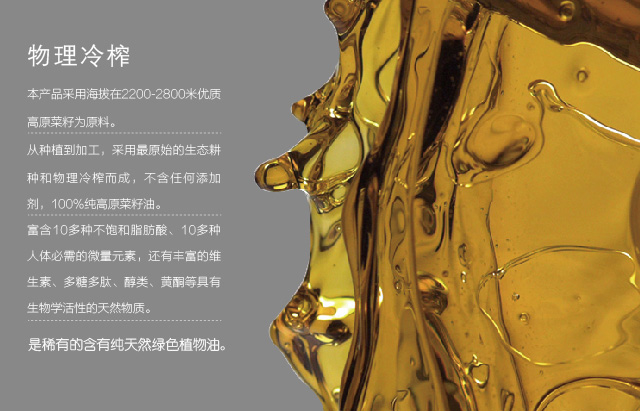 物理冷榨
本产品采用海拔在2200-2800米优质
高原菜籽为原料。
从种植到加工，采用最原始的生态耕
种和物理冷榨而成，不含任何添加
剂，100%纯高原菜籽油。
富含10多种不饱和脂肪酸、10多种
人体必需的微量元素，还有丰富的维
生素、多糖多肽、醇类、黄酮等具有
生物学活性的天然物质。
是稀有的含有纯天然绿色植物油。